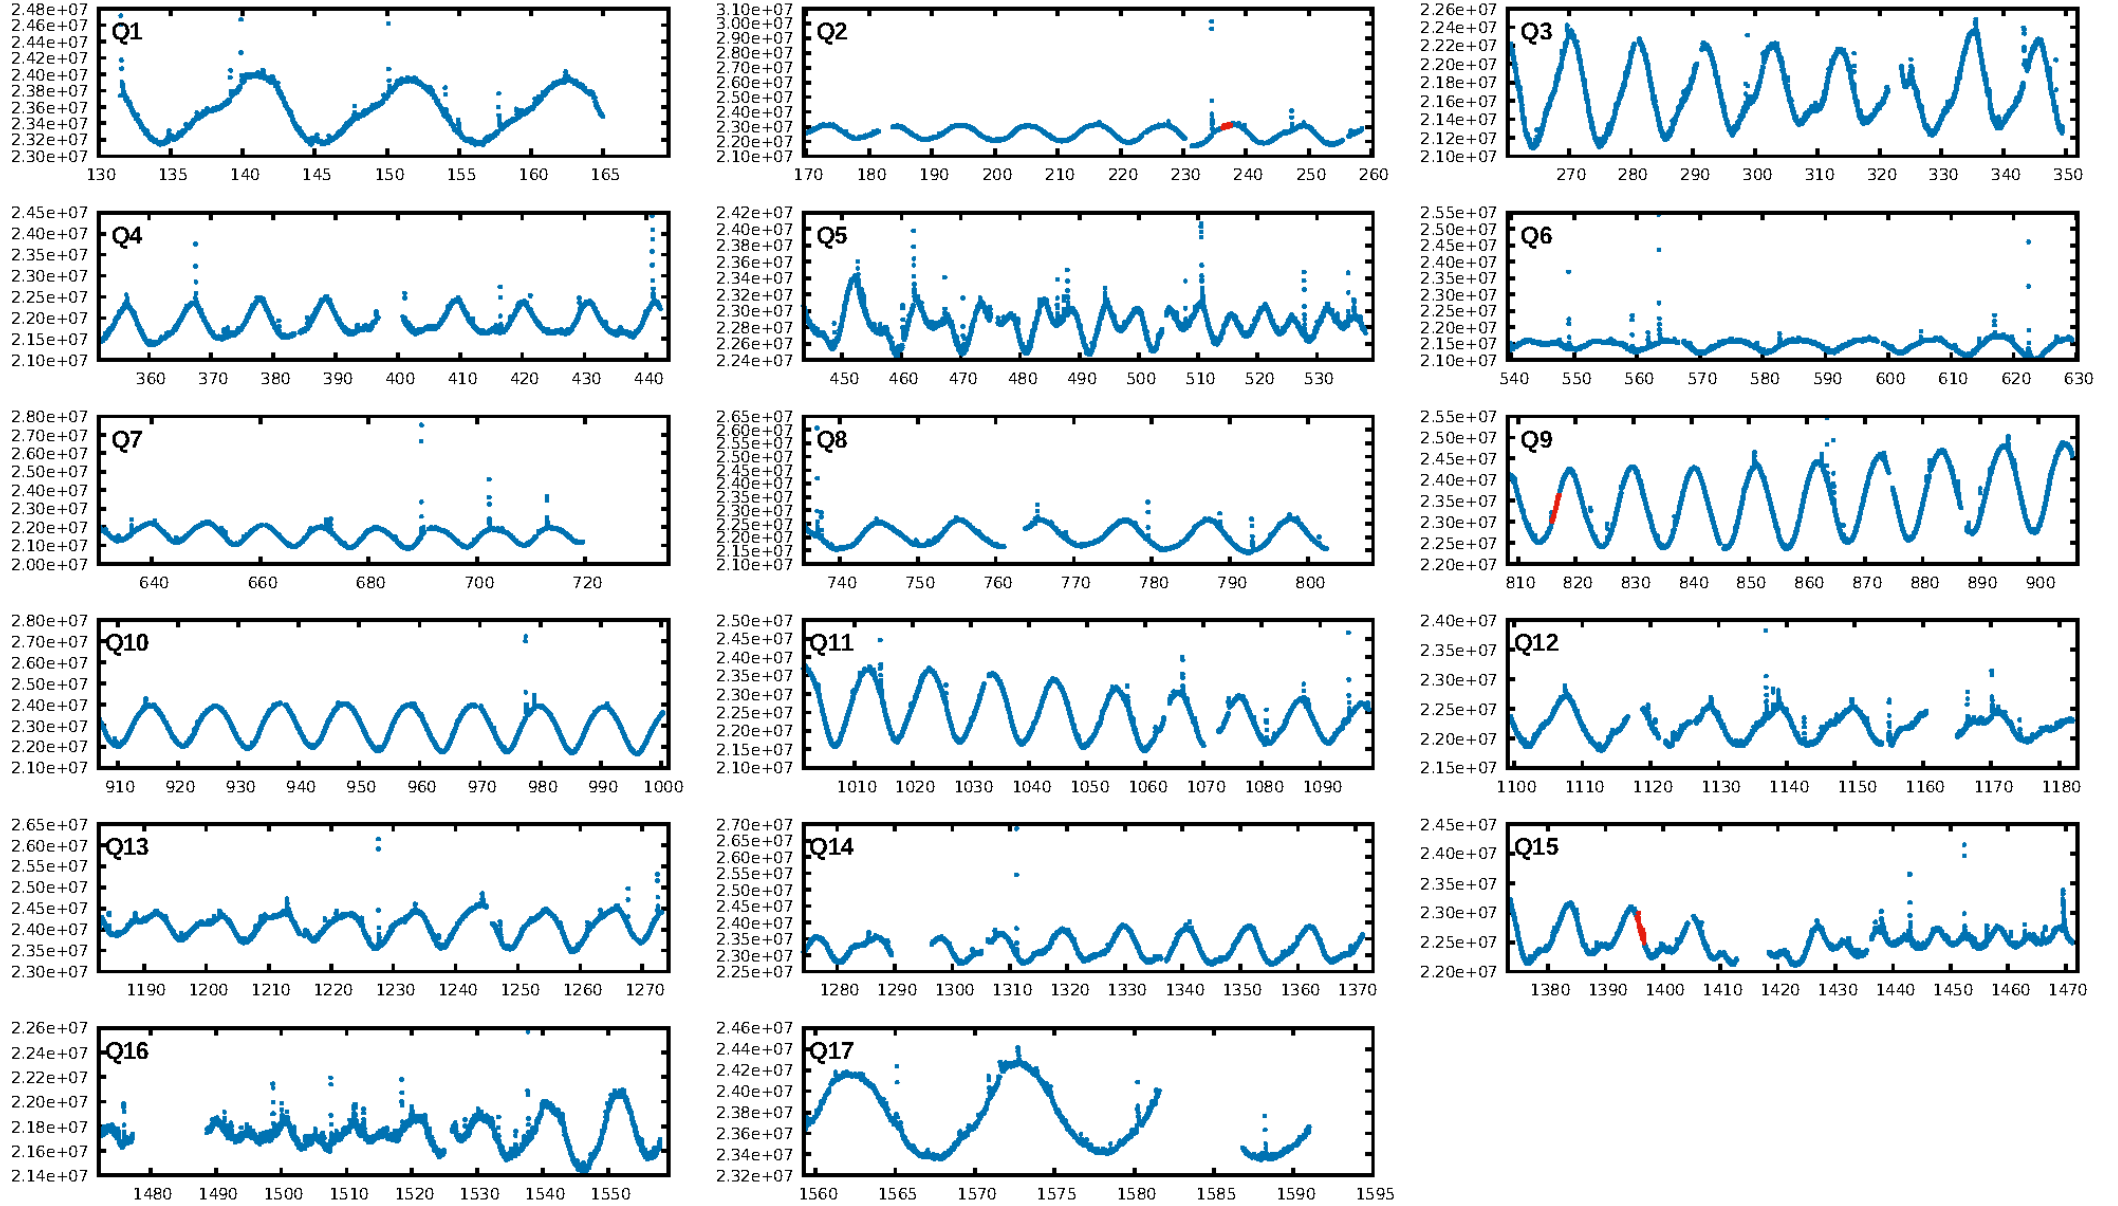 Q1
2.48e+07
2.46e+07
2.44e+07
2.42e+07
2.40e+07
2.38e+07
2.36e+07
2.34e+07
2.32e+07
2.30e+07
130 135 140 145 150 155 160 165
Q2
3.10e+07
3.00e+07
2.90e+07
2.80e+07
2.70e+07
2.60e+07
2.50e+07
2.40e+07
2.30e+07
2.20e+07
2.10e+07
170 180 190 200 210 220 230 240 250 260
Q3
2.26e+07
2.24e+07
2.22e+07
2.20e+07
2.18e+07
2.16e+07
2.14e+07
2.12e+07
2.10e+07
270 280 290 300 310 320 330 340 350
Q4
2.45e+07
2.40e+07
2.35e+07
2.30e+07
2.25e+07
2.20e+07
2.15e+07
2.10e+07
360 370 380 390 400 410 420 430 440
Q5
2.42e+07
2.40e+07
2.38e+07
2.36e+07
2.34e+07
2.32e+07
2.30e+07
2.28e+07
2.26e+07
2.24e+07
450 460 470 480 490 500 510 520 530
Q6
2.55e+07
2.50e+07
2.45e+07
2.40e+07
2.35e+07
2.30e+07
2.25e+07
2.20e+07
2.15e+07
2.10e+07
540 550 560 570 580 590 600 610 620 630
Q7
2.80e+07
2.70e+07
2.60e+07
2.50e+07
2.40e+07
2.30e+07
2.20e+07
2.10e+07
2.00e+07
640 660 680 700 720
Q8
2.65e+07
2.60e+07
2.55e+07
2.50e+07
2.45e+07
2.40e+07
2.35e+07
2.30e+07
2.25e+07
2.20e+07
2.15e+07
2.10e+07
740 750 760 770 780 790 800
Q9
2.55e+07
2.50e+07
2.45e+07
2.40e+07
2.35e+07
2.30e+07
2.25e+07
2.20e+07
810 820 830 840 850 860 870 880 890 900
Q10
2.80e+07
2.70e+07
2.60e+07
2.50e+07
2.40e+07
2.30e+07
2.20e+07
2.10e+07
910 920 930 940 950 960 970 980 990 1000
Q11
2.50e+07
2.45e+07
2.40e+07
2.35e+07
2.30e+07
2.25e+07
2.20e+07
2.15e+07
2.10e+07
1010 1020 1030 1040 1050 1060 1070 1080 1090
Q12
2.40e+07
2.35e+07
2.30e+07
2.25e+07
2.20e+07
2.15e+07
1100 1110 1120 1130 1140 1150 1160 1170 1180
Q13
2.65e+07
2.60e+07
2.55e+07
2.50e+07
2.45e+07
2.40e+07
2.35e+07
2.30e+07
1190 1200 1210 1220 1230 1240 1250 1260 1270
Q14
2.70e+07
2.65e+07
2.60e+07
2.55e+07
2.50e+07
2.45e+07
2.40e+07
2.35e+07
2.30e+07
2.25e+07
1280 1290 1300 1310 1320 1330 1340 1350 1360 1370
Q15
2.45e+07
2.40e+07
2.35e+07
2.30e+07
2.25e+07
2.20e+07
1380 1390 1400 1410 1420 1430 1440 1450 1460 1470
Q16
2.26e+07
2.24e+07
2.22e+07
2.20e+07
2.18e+07
2.16e+07
2.14e+07
1480 1490 1500 1510 1520 1530 1540 1550
Q17
2.46e+07
2.44e+07
2.42e+07
2.40e+07
2.38e+07
2.36e+07
2.34e+07
2.32e+07
1560 1565 1570 1575 1580 1585 1590 1595